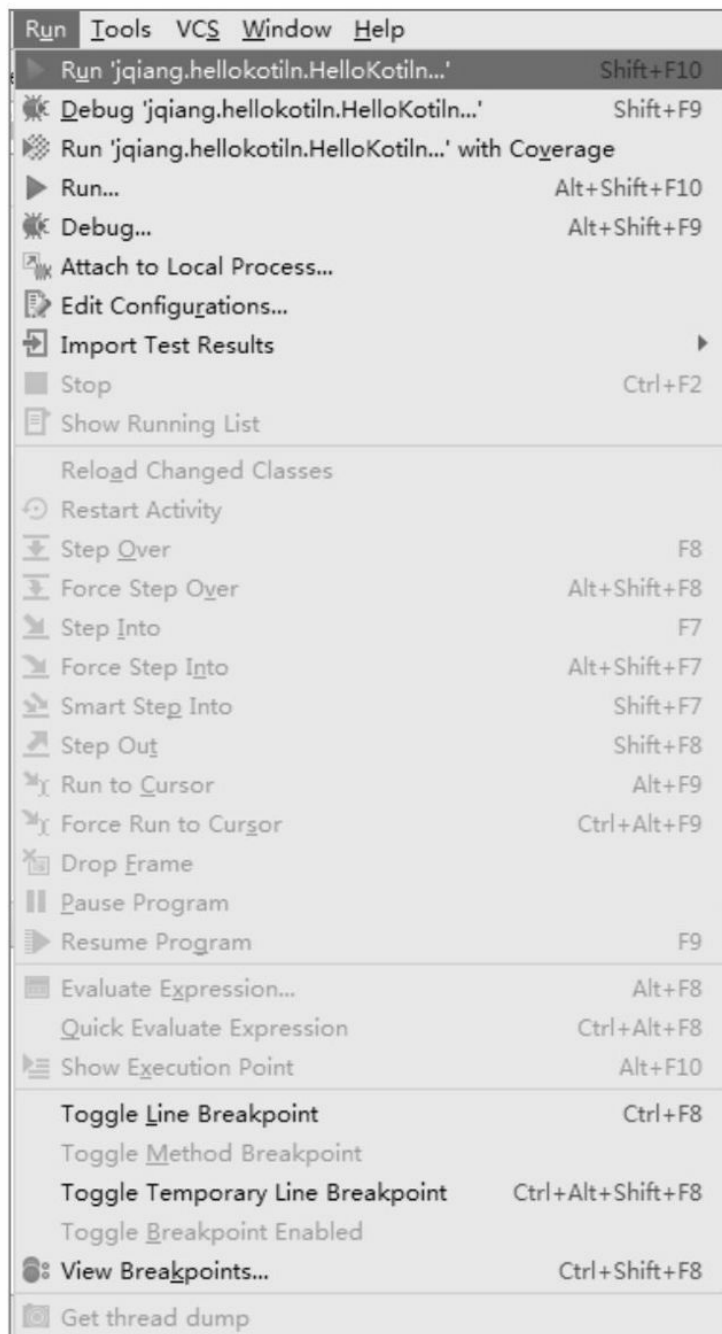 Run Tools VCS Window Help
Run 'jqiang.hellokotiln.HelloKotiln...' Shift+F10
Debug 'jqiang.hellokotiln.HelloKotiln...' Shift+F9
Run 'jqiang.hellokotiln.HelloKotiln...' with Coverage
Run... Alt+Shift+F10
Debug... Alt+Shift+F9
Attach to Local Process...
Edit Configurations...
Import Test Results
Stop Ctrl+F2
Show Running List
Reload Changed Classes
Restart Activity
Step Over F8
Force Step Over Alt+Shift+F8
Step Into F7
Force Step Into Alt+Shift+F7
Smart Step Into Shift+F7
Step Out Shift+F8
Run to Cursor Alt+F9
Force Run to Cursor Ctrl+Alt+F9
Drop Frame
Pause Program
Resume Program F9
Evaluate Expression... Alt+F8
Quick Evaluate Expression Ctrl+Alt+F8
Show Execution Point Alt+F10
Toggle Line Breakpoint Ctrl+F8
Toggle Method Breakpoint
Toggle Temporary Line Breakpoint Ctrl+Alt+Shift+F8
Toggle Breakpoint Enabled
View Breakpoints... Ctrl+Shift+F8
Get thread dump